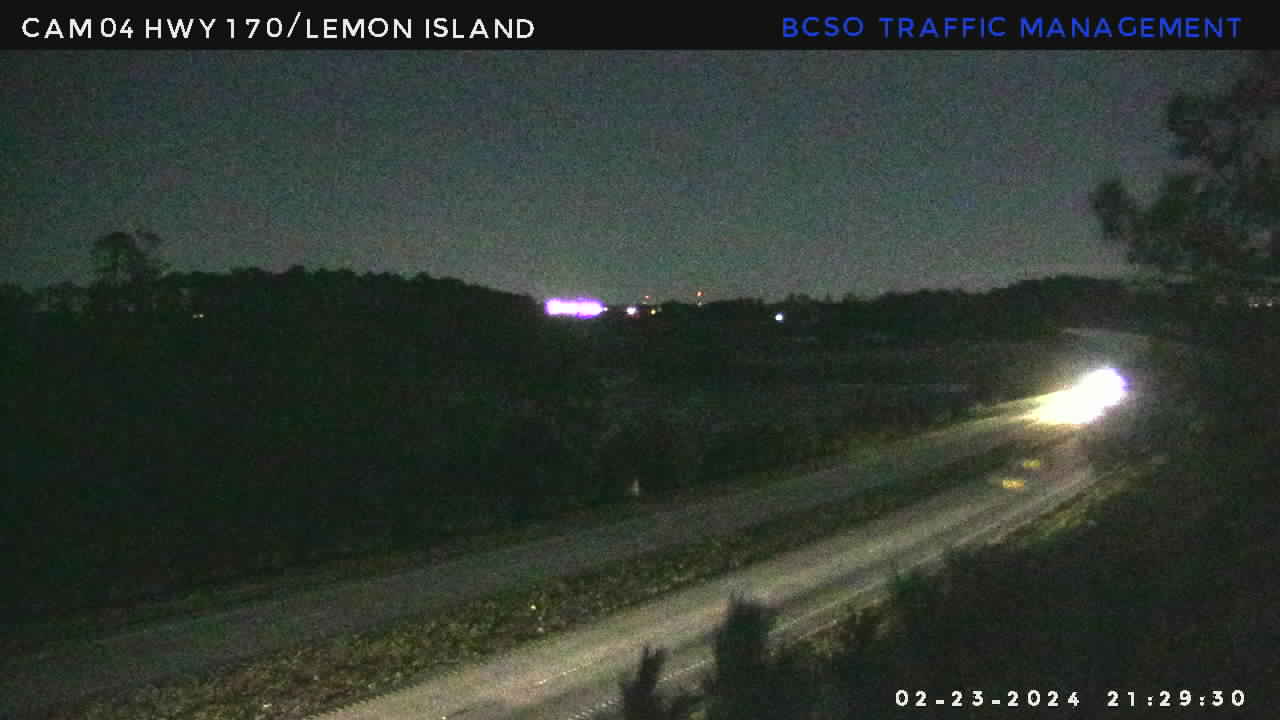 CAM04 HWY 170/LEMON ISLAND
BCSO TRAFFIC MANAGEMENT
02-23-2024 21:29:30